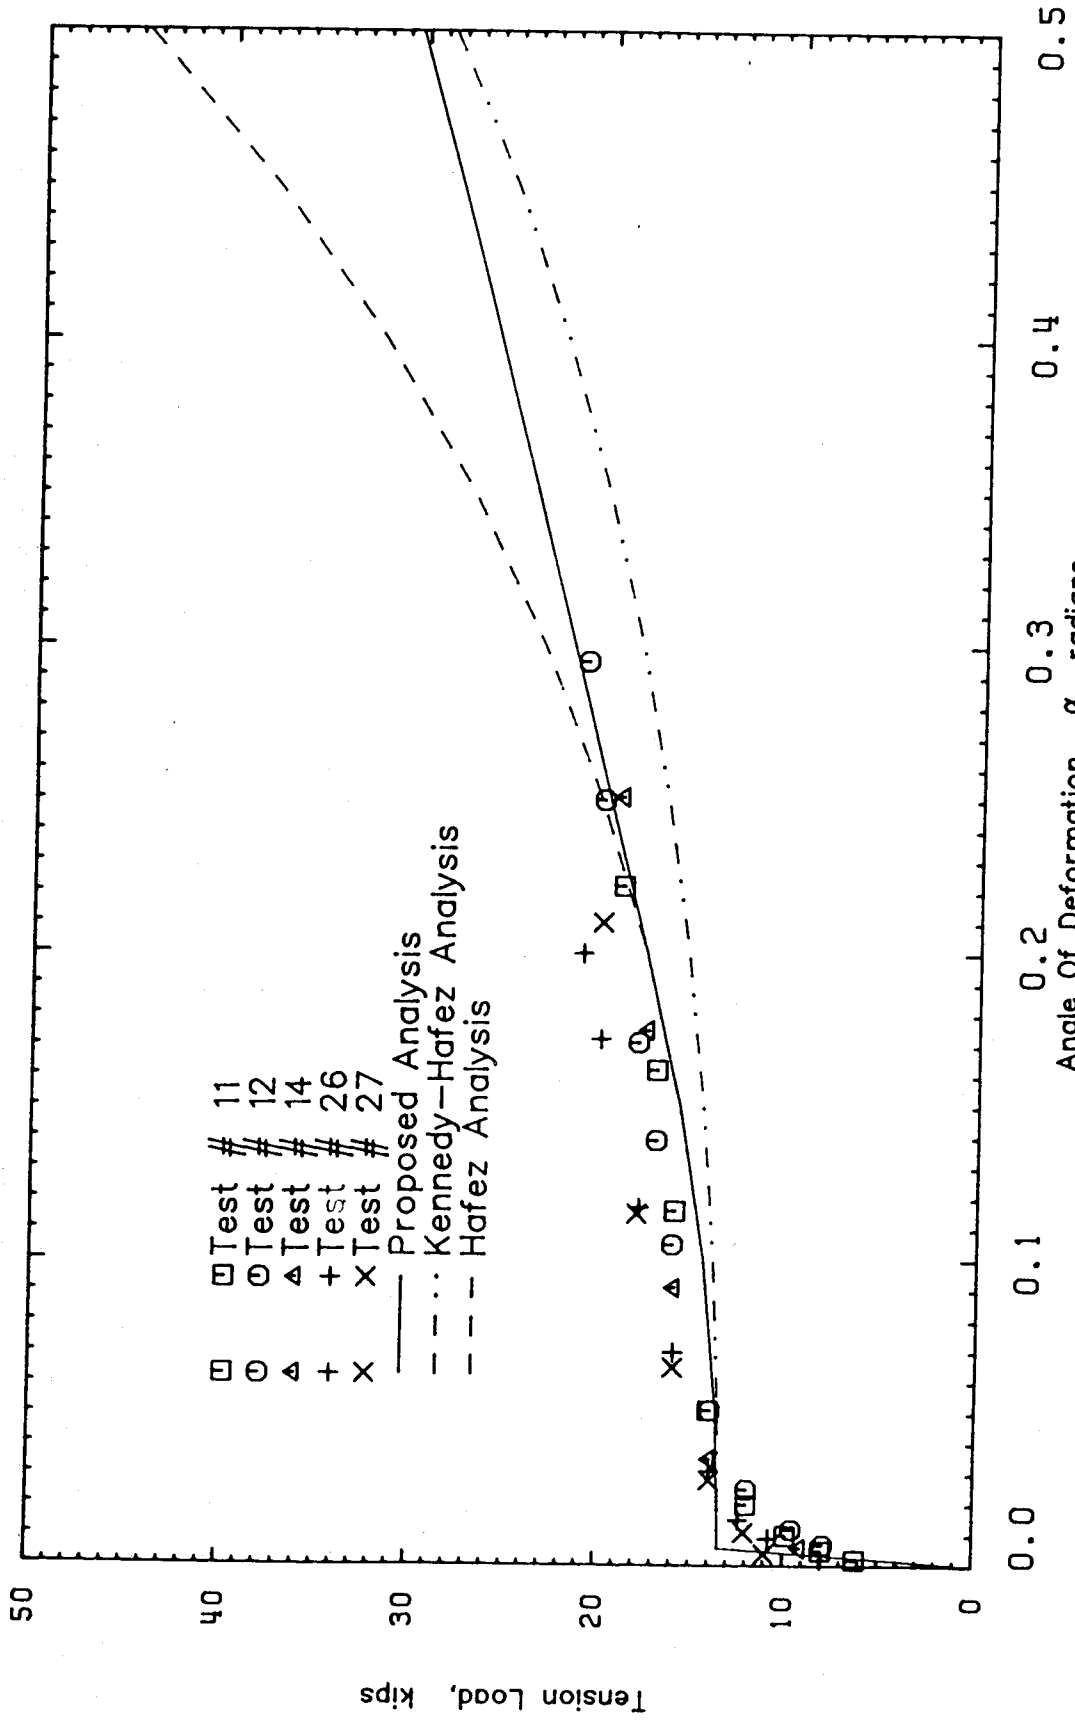 50
40
30
20
10
0
Tension Load, kips
Test # 11
Test # 12
Test # 14
Test # 26
Test # 27
Proposed Analysis
Kennedy-Hafez Analysis
Hafez Analysis
0.0
0.1
0.2
0.3
0.4
0.5
Angle Of Deformation, α, radians